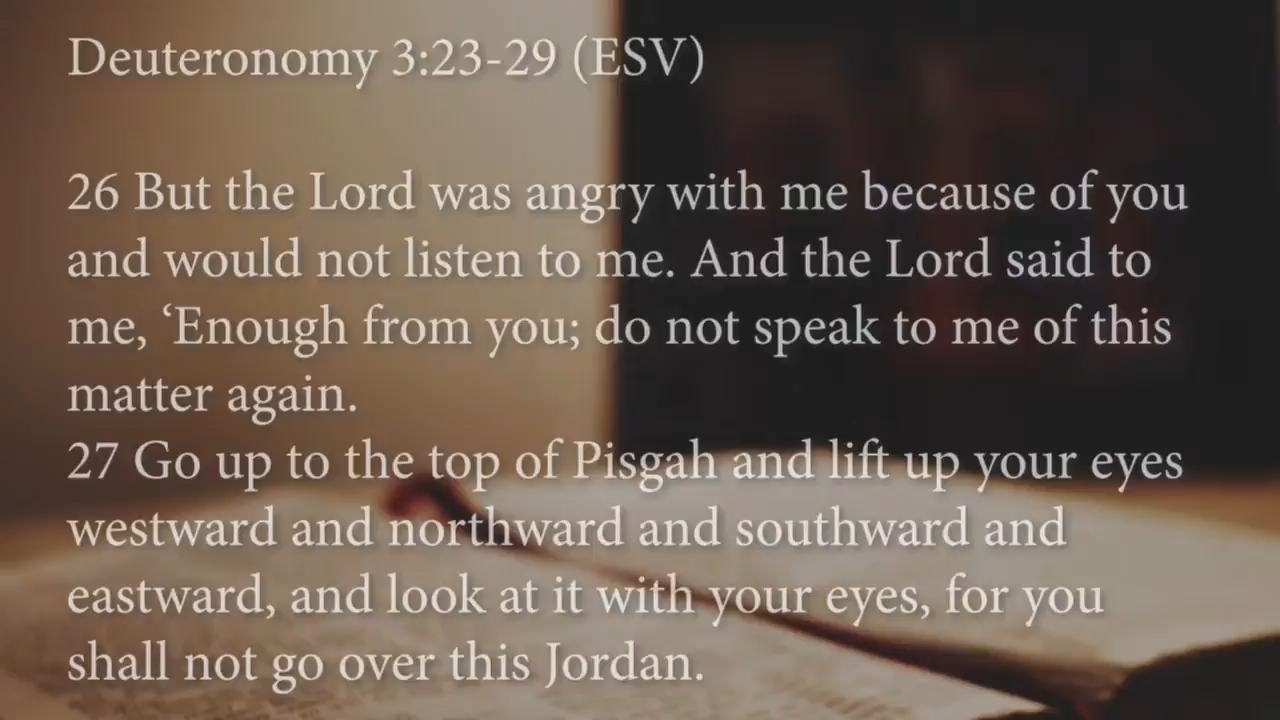 Deuteronomy 3:23-29 (ESV)
26 But the Lord was angry with me because of you
and would not listen to me. And the Lord said to
me, ‘Enough from you; do not speak to me of this
matter again.
27 Go up to the top of Pisgah and lift up your eyes
westward and northward and southward and
eastward, and look at it with your eyes, for you
shall not go over this Jordan.